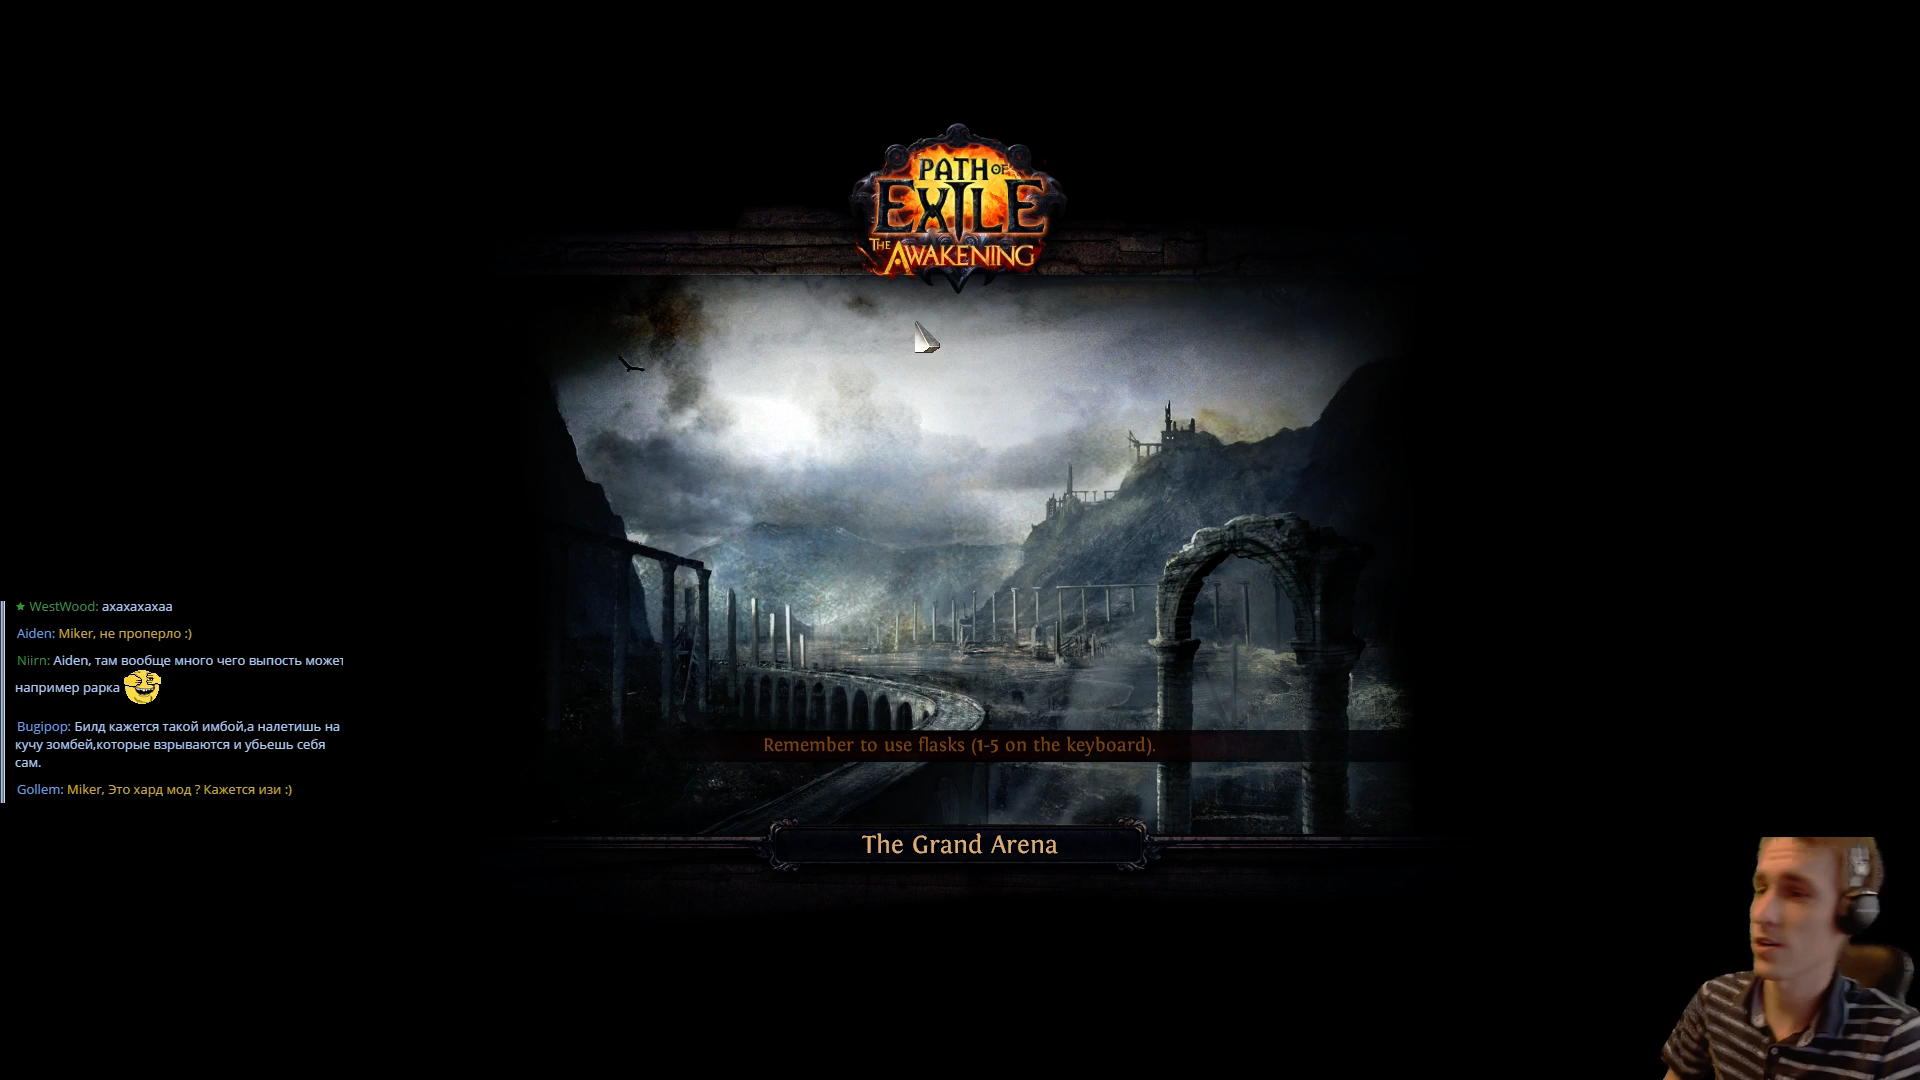 PATH OF
EXILE
THE AWAKENING
★ WestWood: ахахахахаа
Aiden: Miker, не проперло :)
Niirn: Aiden, там вообще много чего выпость может
например рарка
Bugipop: Билд кажется такой имбой,а налетишь на
кучу зомбей,которые взрываются и убьешь себя
сам.
Gollem: Miker, Это хард мод ? Кажется изи :)
Remember to use flasks (1-5 on the keyboard).
The Grand Arena